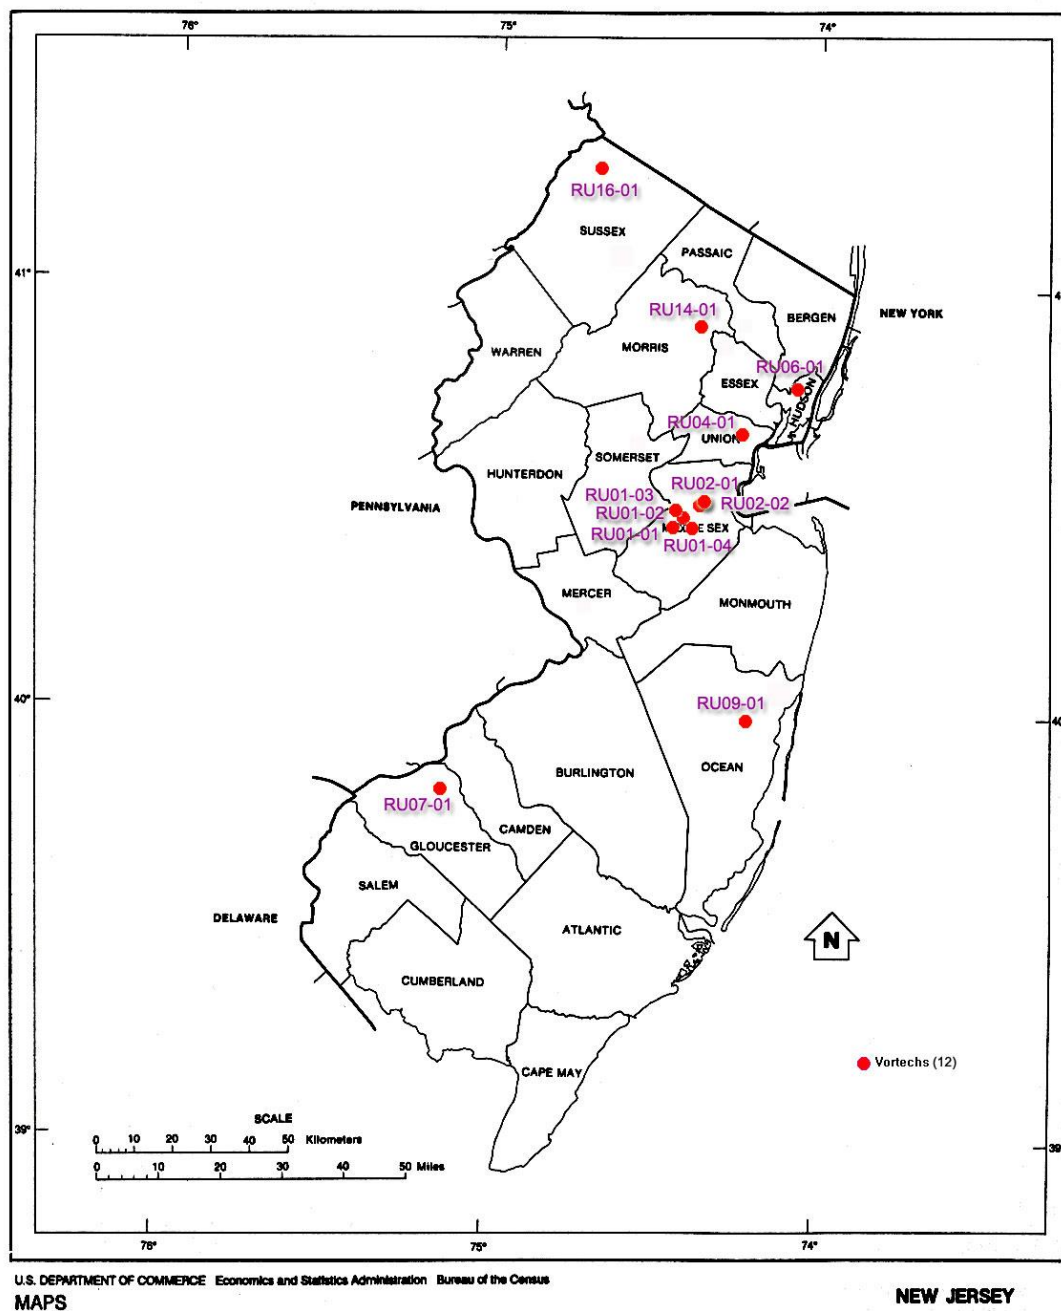 76°
75°
74°
RU16-01
SUSSEX
PASSAIC
41°
4
RU14-01
BERGEN
NEW YORK
MORRIS
WARREN
RU06-01
ESSEX
HUDSON
RU04-01
UNION
SOMERSET
HUNTERDON
RU02-01
RU01-03
RU02-02
PENNSYLVANIA
RU01-02
RU01-01
RU01-04
MERCER
MONMOUTH
40°
RU09-01
40
OCEAN
BURLINGTON
RU07-01
CAMDEN
GLOUCESTER
SALEM
DELAWARE
ATLANTIC
N
CUMBERLAND
Vortechs (12)
CAPE MAY
SCALE
39°
0 10 20 30 40 50 Kilometers
39
0 10 20 30 40 50 Miles
76°
75°
74°
U.S. DEPARTMENT OF COMMERCE Economics and Statistics Administration Bureau of the Census
MAPS
NEW JERSEY